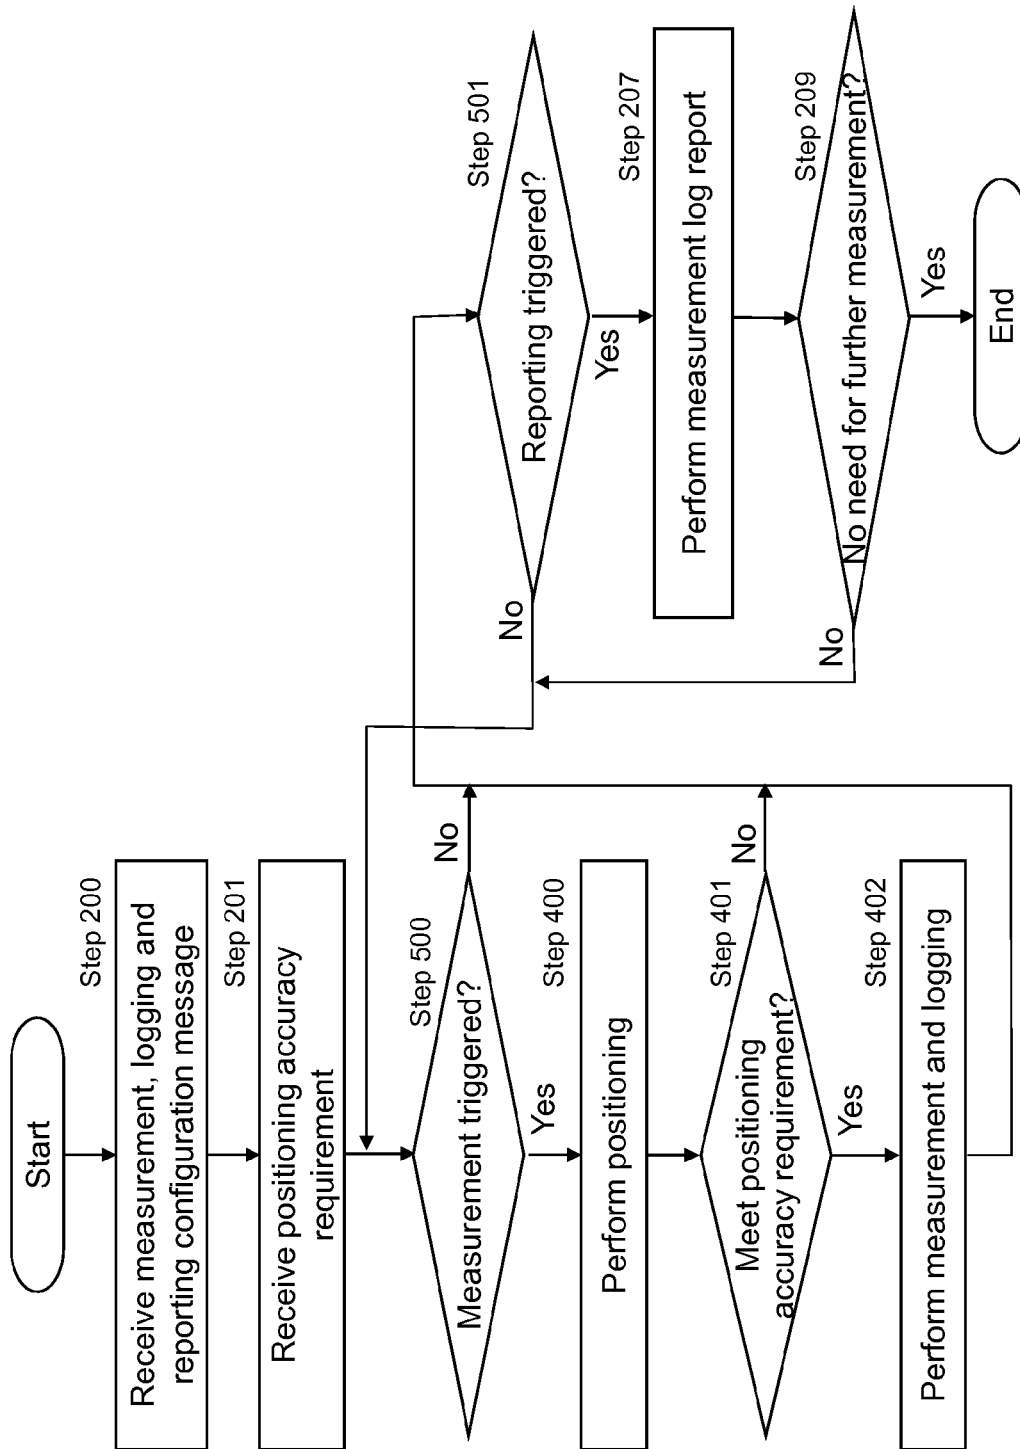 Start
Step 200
Receive measurement, logging and
reporting configuration message
Step 201
Receive positioning accuracy
requirement
Step 500
Measurement triggered?
No
Yes
Step 400
Perform positioning
Step 401
Meet positioning
accuracy requirement?
No
Yes
Step 402
Perform measurement and logging
Step 501
Reporting triggered?
No
Yes
Step 207
Perform measurement log report
Step 209
No need for further measurement?
No
Yes
End